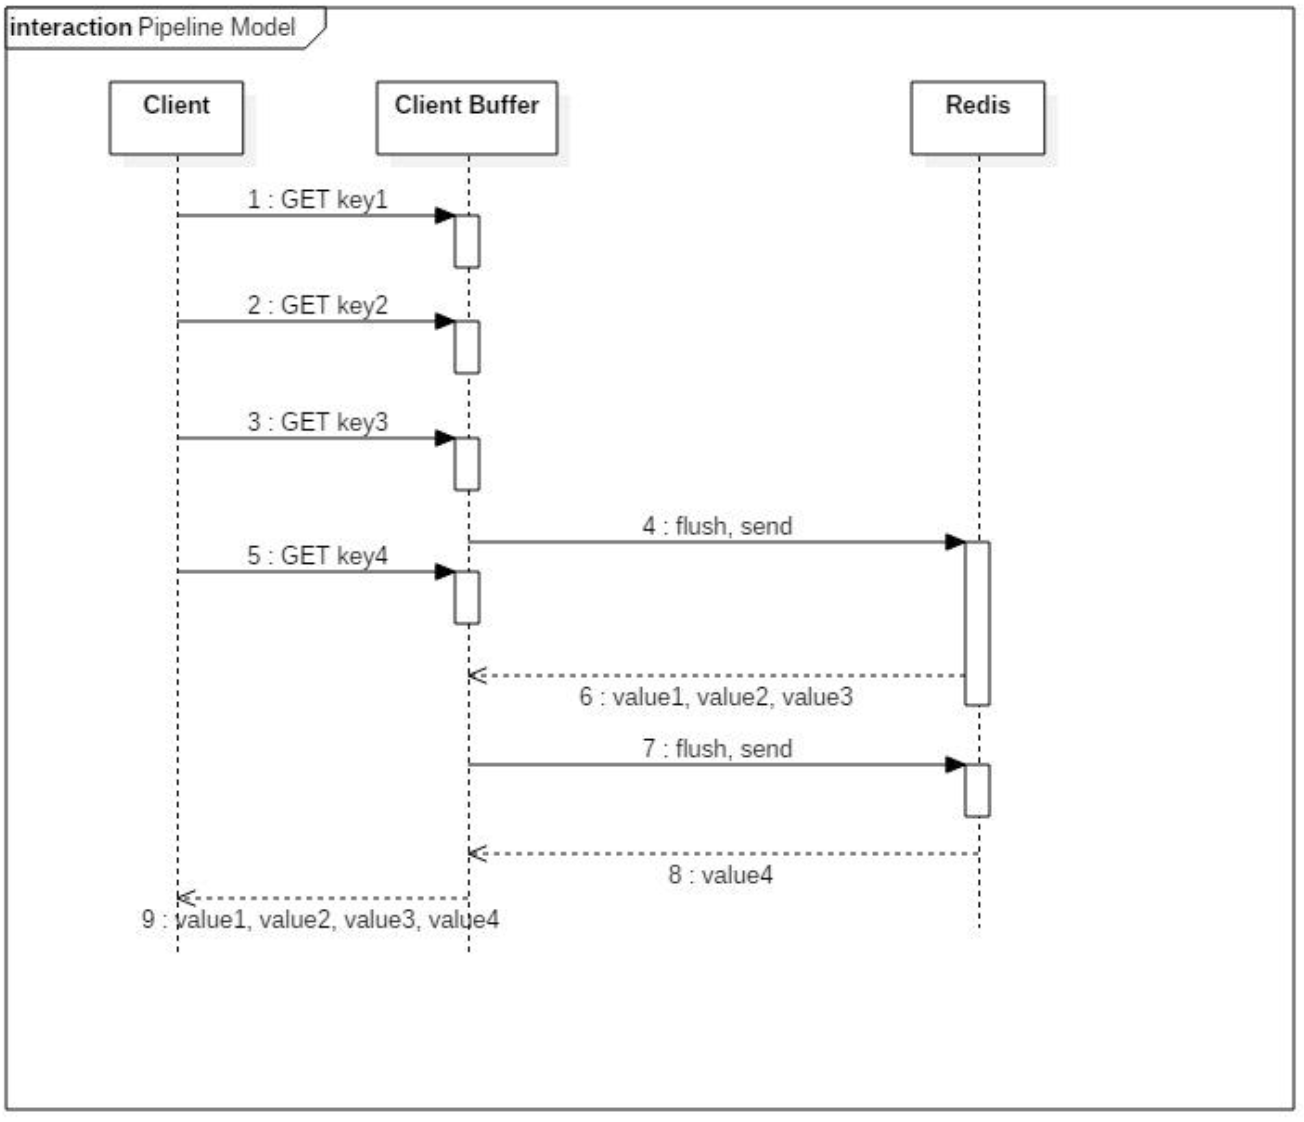 interaction Pipeline Model
Client
Client Buffer
Redis
1 : GET key1
2 : GET key2
3 : GET key3
4 : flush, send
5 : GET key4
6 : value1, value2, value3
7 : flush, send
8 : value4
9 : value1, value2, value3, value4